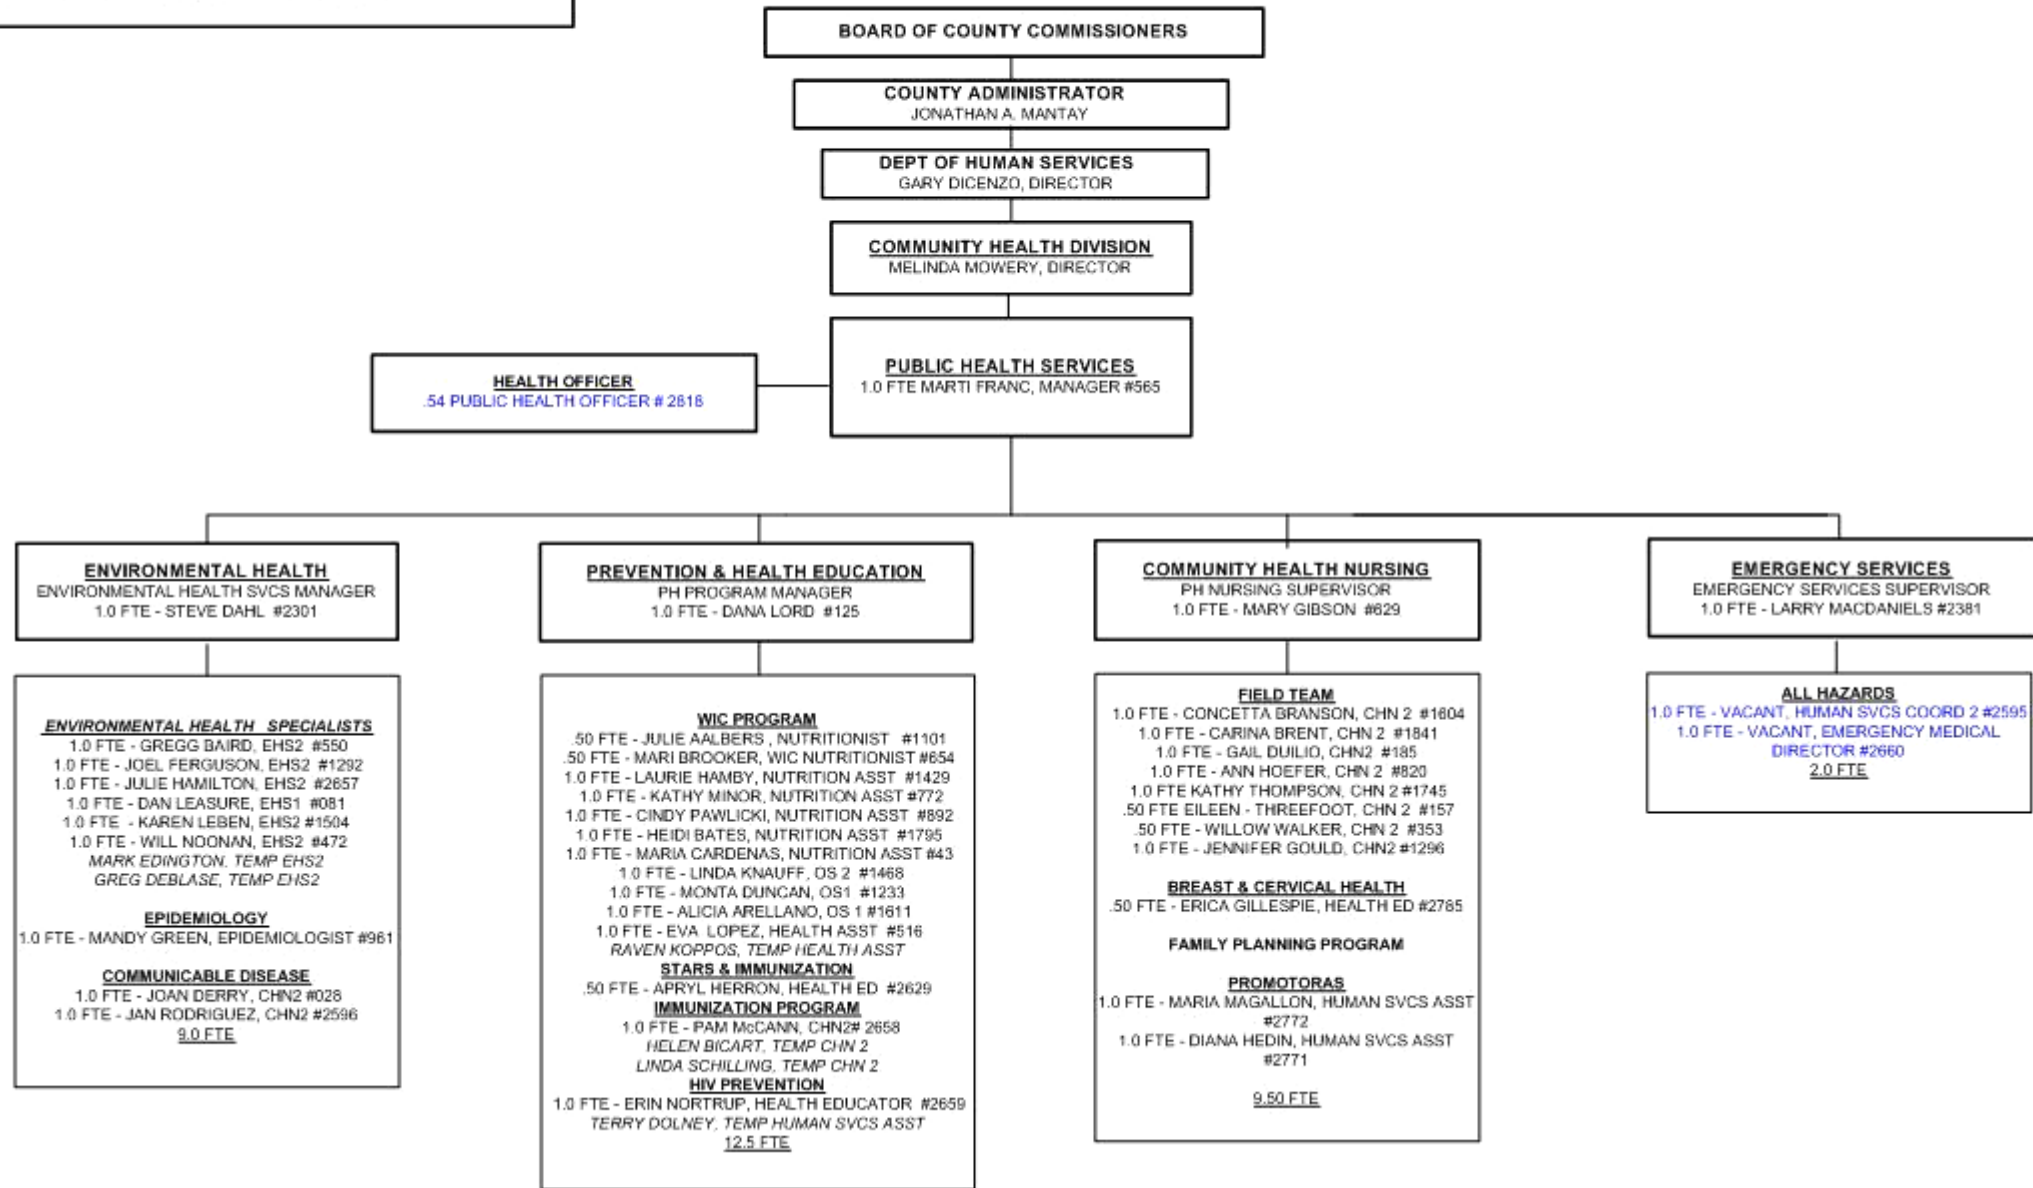 BOARD OF COUNTY COMMISSIONERS
COUNTY ADMINISTRATOR
JONATHAN A. MANTAY
DEPT OF HUMAN SERVICES
GARY DICENZO, DIRECTOR
COMMUNITY HEALTH DIVISION
MELINDA MOWERY, DIRECTOR
PUBLIC HEALTH SERVICES
1.0 FTE MARTI FRANC, MANAGER #565
HEALTH OFFICER
.54 PUBLIC HEALTH OFFICER # 2818
ENVIRONMENTAL HEALTH
ENVIRONMENTAL HEALTH SVCS MANAGER
1.0 FTE - STEVE DAHL #2301
ENVIRONMENTAL HEALTH SPECIALISTS
1.0 FTE - GREGG BAIRD, EHS2 #550
1.0 FTE - JOEL FERGUSON, EHS2 #1292
1.0 FTE - JULIE HAMILTON, EHS2 #2657
1.0 FTE - DAN LEASURE, EHS1 #081
1.0 FTE - KAREN LEBEN, EHS2 #1504
1.0 FTE - WILL NOONAN, EHS2 #472
MARK EDINGTON, TEMP EHS2
GREG DEBLASE, TEMP EHS2
EPIDEMIOLOGY
1.0 FTE - MANDY GREEN, EPIDEMIOLOGIST #961
COMMUNICABLE DISEASE
1.0 FTE - JOAN DERRY, CHN2 #028
1.0 FTE - JAN RODRIGUEZ, CHN2 #2596
9.0 FTE
PREVENTION & HEALTH EDUCATION
PH PROGRAM MANAGER
1.0 FTE - DANA LORD #125
WIC PROGRAM
.50 FTE - JULIE AALBERS , NUTRITIONIST #1101
.50 FTE - MARI BROOKER, WIC NUTRITIONIST #654
1.0 FTE - LAURIE HAMBY, NUTRITION ASST #1429
1.0 FTE - KATHY MINOR, NUTRITION ASST #772
1.0 FTE - CINDY PAWLICKI, NUTRITION ASST #892
1.0 FTE - HEIDI BATES, NUTRITION ASST #1795
1.0 FTE - MARIA CARDENAS, NUTRITION ASST #43
1.0 FTE - LINDA KNAUFF, OS 2 #1468
1.0 FTE - MONTA DUNCAN, OS1 #1233
1.0 FTE - ALICIA ARELLANO, OS 1 #1611
1.0 FTE - EVA LOPEZ, HEALTH ASST #516
RAVEN KOPPOS, TEMP HEALTH ASST
STARS & IMMUNIZATION
.50 FTE - APRYL HERRON, HEALTH ED #2629
IMMUNIZATION PROGRAM
1.0 FTE - PAM McCANN, CHN2# 2658
HELEN BICART, TEMP CHN 2
LINDA SCHILLING, TEMP CHN 2
HIV PREVENTION
1.0 FTE - ERIN NORTRUP, HEALTH EDUCATOR #2659
TERRY DOLNEY, TEMP HUMAN SVCS ASST
12.5 FTE
COMMUNITY HEALTH NURSING
PH NURSING SUPERVISOR
1.0 FTE - MARY GIBSON #629
FIELD TEAM
1.0 FTE - CONCETTA BRANSON, CHN 2 #1604
1.0 FTE - CARINA BRENT, CHN 2 #1841
1.0 FTE - GAIL DUILIO, CHN2 #185
1.0 FTE - ANN HOEFER, CHN 2 #820
1.0 FTE KATHY THOMPSON, CHN 2 #1745
.50 FTE EILEEN - THREEFOOT, CHN 2 #157
.50 FTE - WILLOW WALKER, CHN 2 #353
1.0 FTE - JENNIFER GOULD, CHN2 #1296
BREAST & CERVICAL HEALTH
.50 FTE - ERICA GILLESPIE, HEALTH ED #2785
FAMILY PLANNING PROGRAM
PROMOTORAS
1.0 FTE - MARIA MAGALLON, HUMAN SVCS ASST
#2772
1.0 FTE - DIANA HEDIN, HUMAN SVCS ASST
#2771
9.50 FTE
EMERGENCY SERVICES
EMERGENCY SERVICES SUPERVISOR
1.0 FTE - LARRY MACDANIELS #2381
ALL HAZARDS
1.0 FTE - VACANT, HUMAN SVCS COORD 2 #2595
1.0 FTE - VACANT, EMERGENCY MEDICAL
DIRECTOR #2660
2.0 FTE